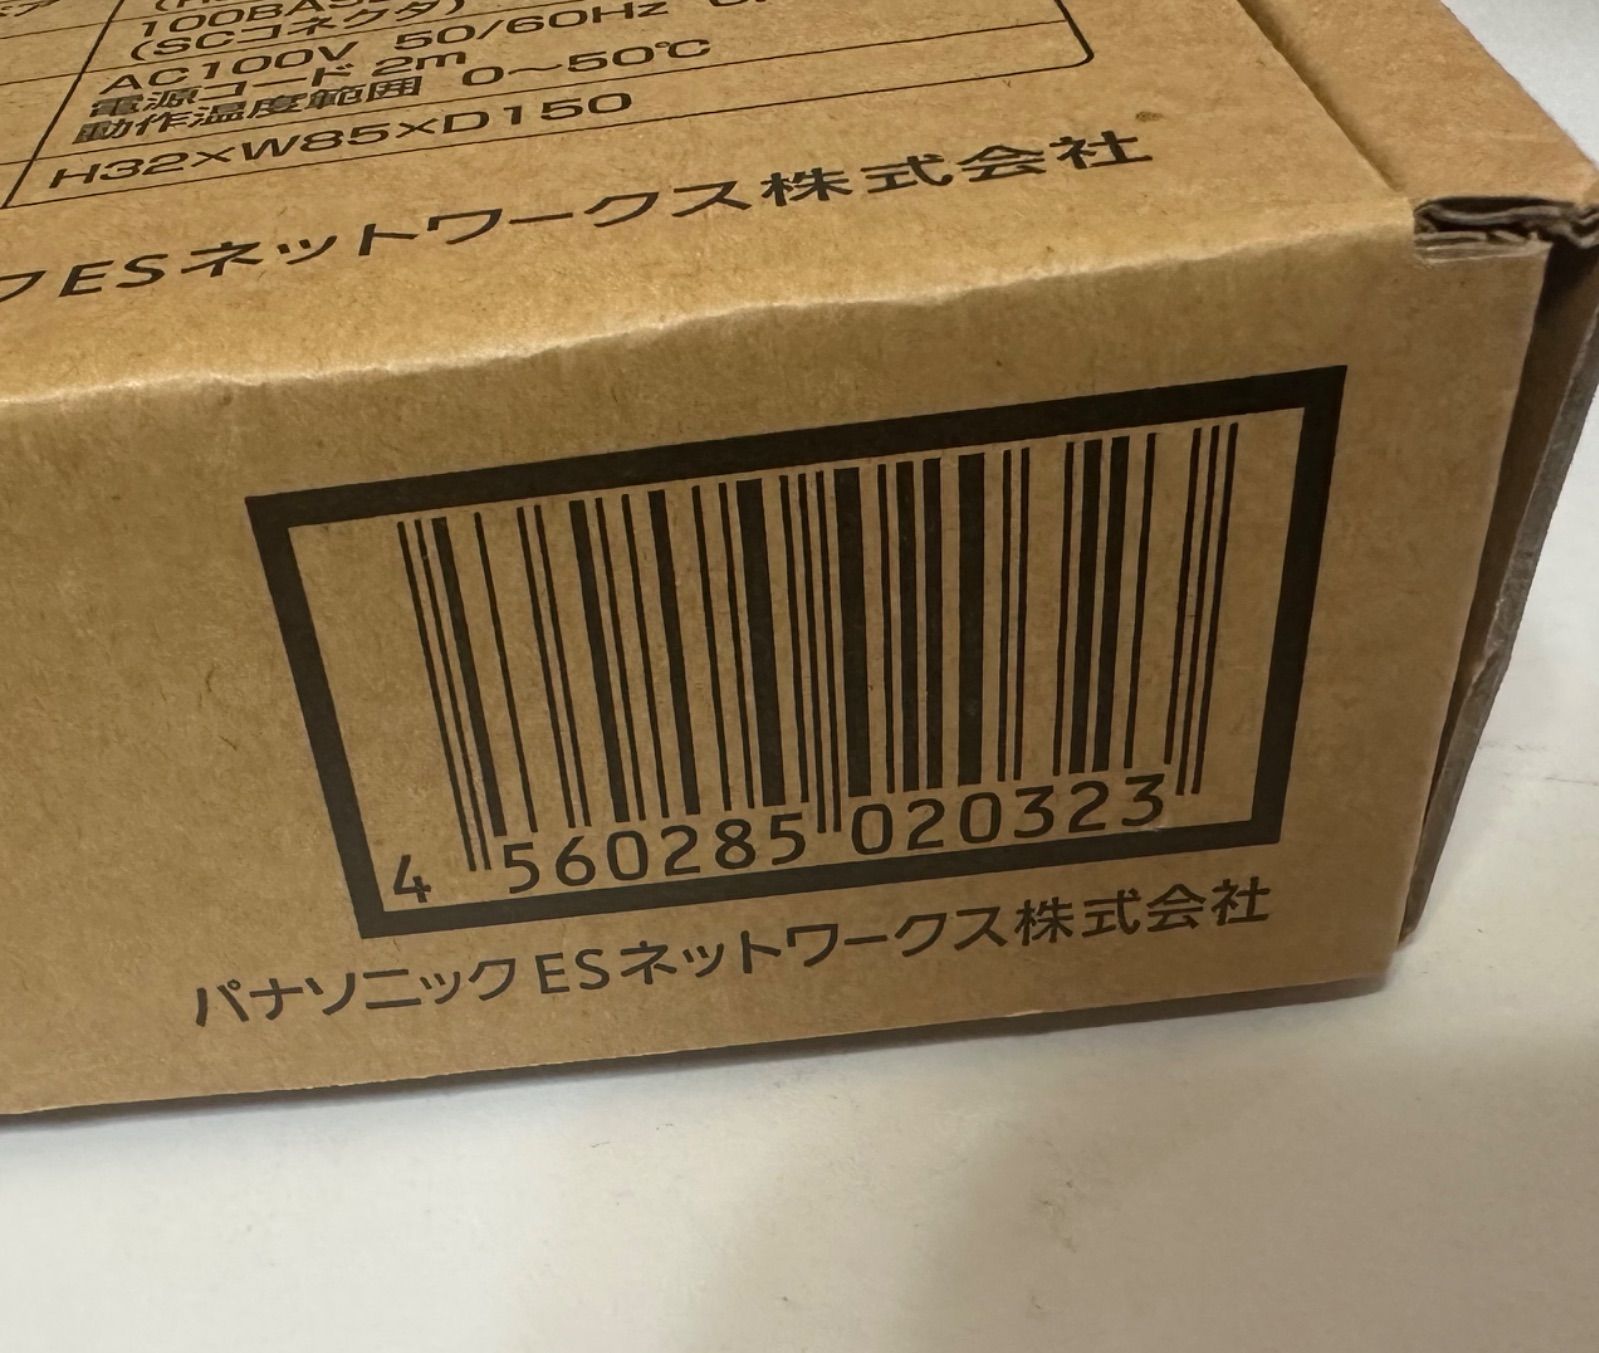 (SCコネクタ)
AC100V 50/60Hz
電源コード 2m
動作温度範囲 0～50℃
H32×W85×D150
クESネットワークス株式会社
4 560285 020323
パナソニックESネットワークス株式会社